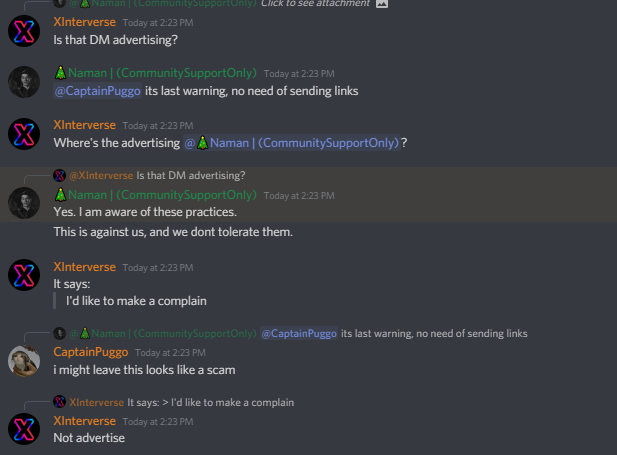 @🎄Naman | (CommunitySupportOnly) Click to see attachment
XInterverse Today at 2:23 PM
Is that DM advertising?
🎄Naman | (CommunitySupportOnly) Today at 2:23 PM
@CaptainPuggo its last warning, no need of sending links
XInterverse Today at 2:23 PM
Where's the advertising @🎄Naman | (CommunitySupportOnly) ?
@XInterverse Is that DM advertising?
🎄Naman | (CommunitySupportOnly) Today at 2:23 PM
Yes. I am aware of these practices.
This is against us, and we dont tolerate them.
XInterverse Today at 2:23 PM
It says:
I'd like to make a complain
@🎄Naman | (CommunitySupportOnly) @CaptainPuggo its last warning, no need of sending links
CaptainPuggo Today at 2:23 PM
i might leave this looks like a scam
XInterverse It says: > I'd like to make a complain
XInterverse Today at 2:23 PM
Not advertise